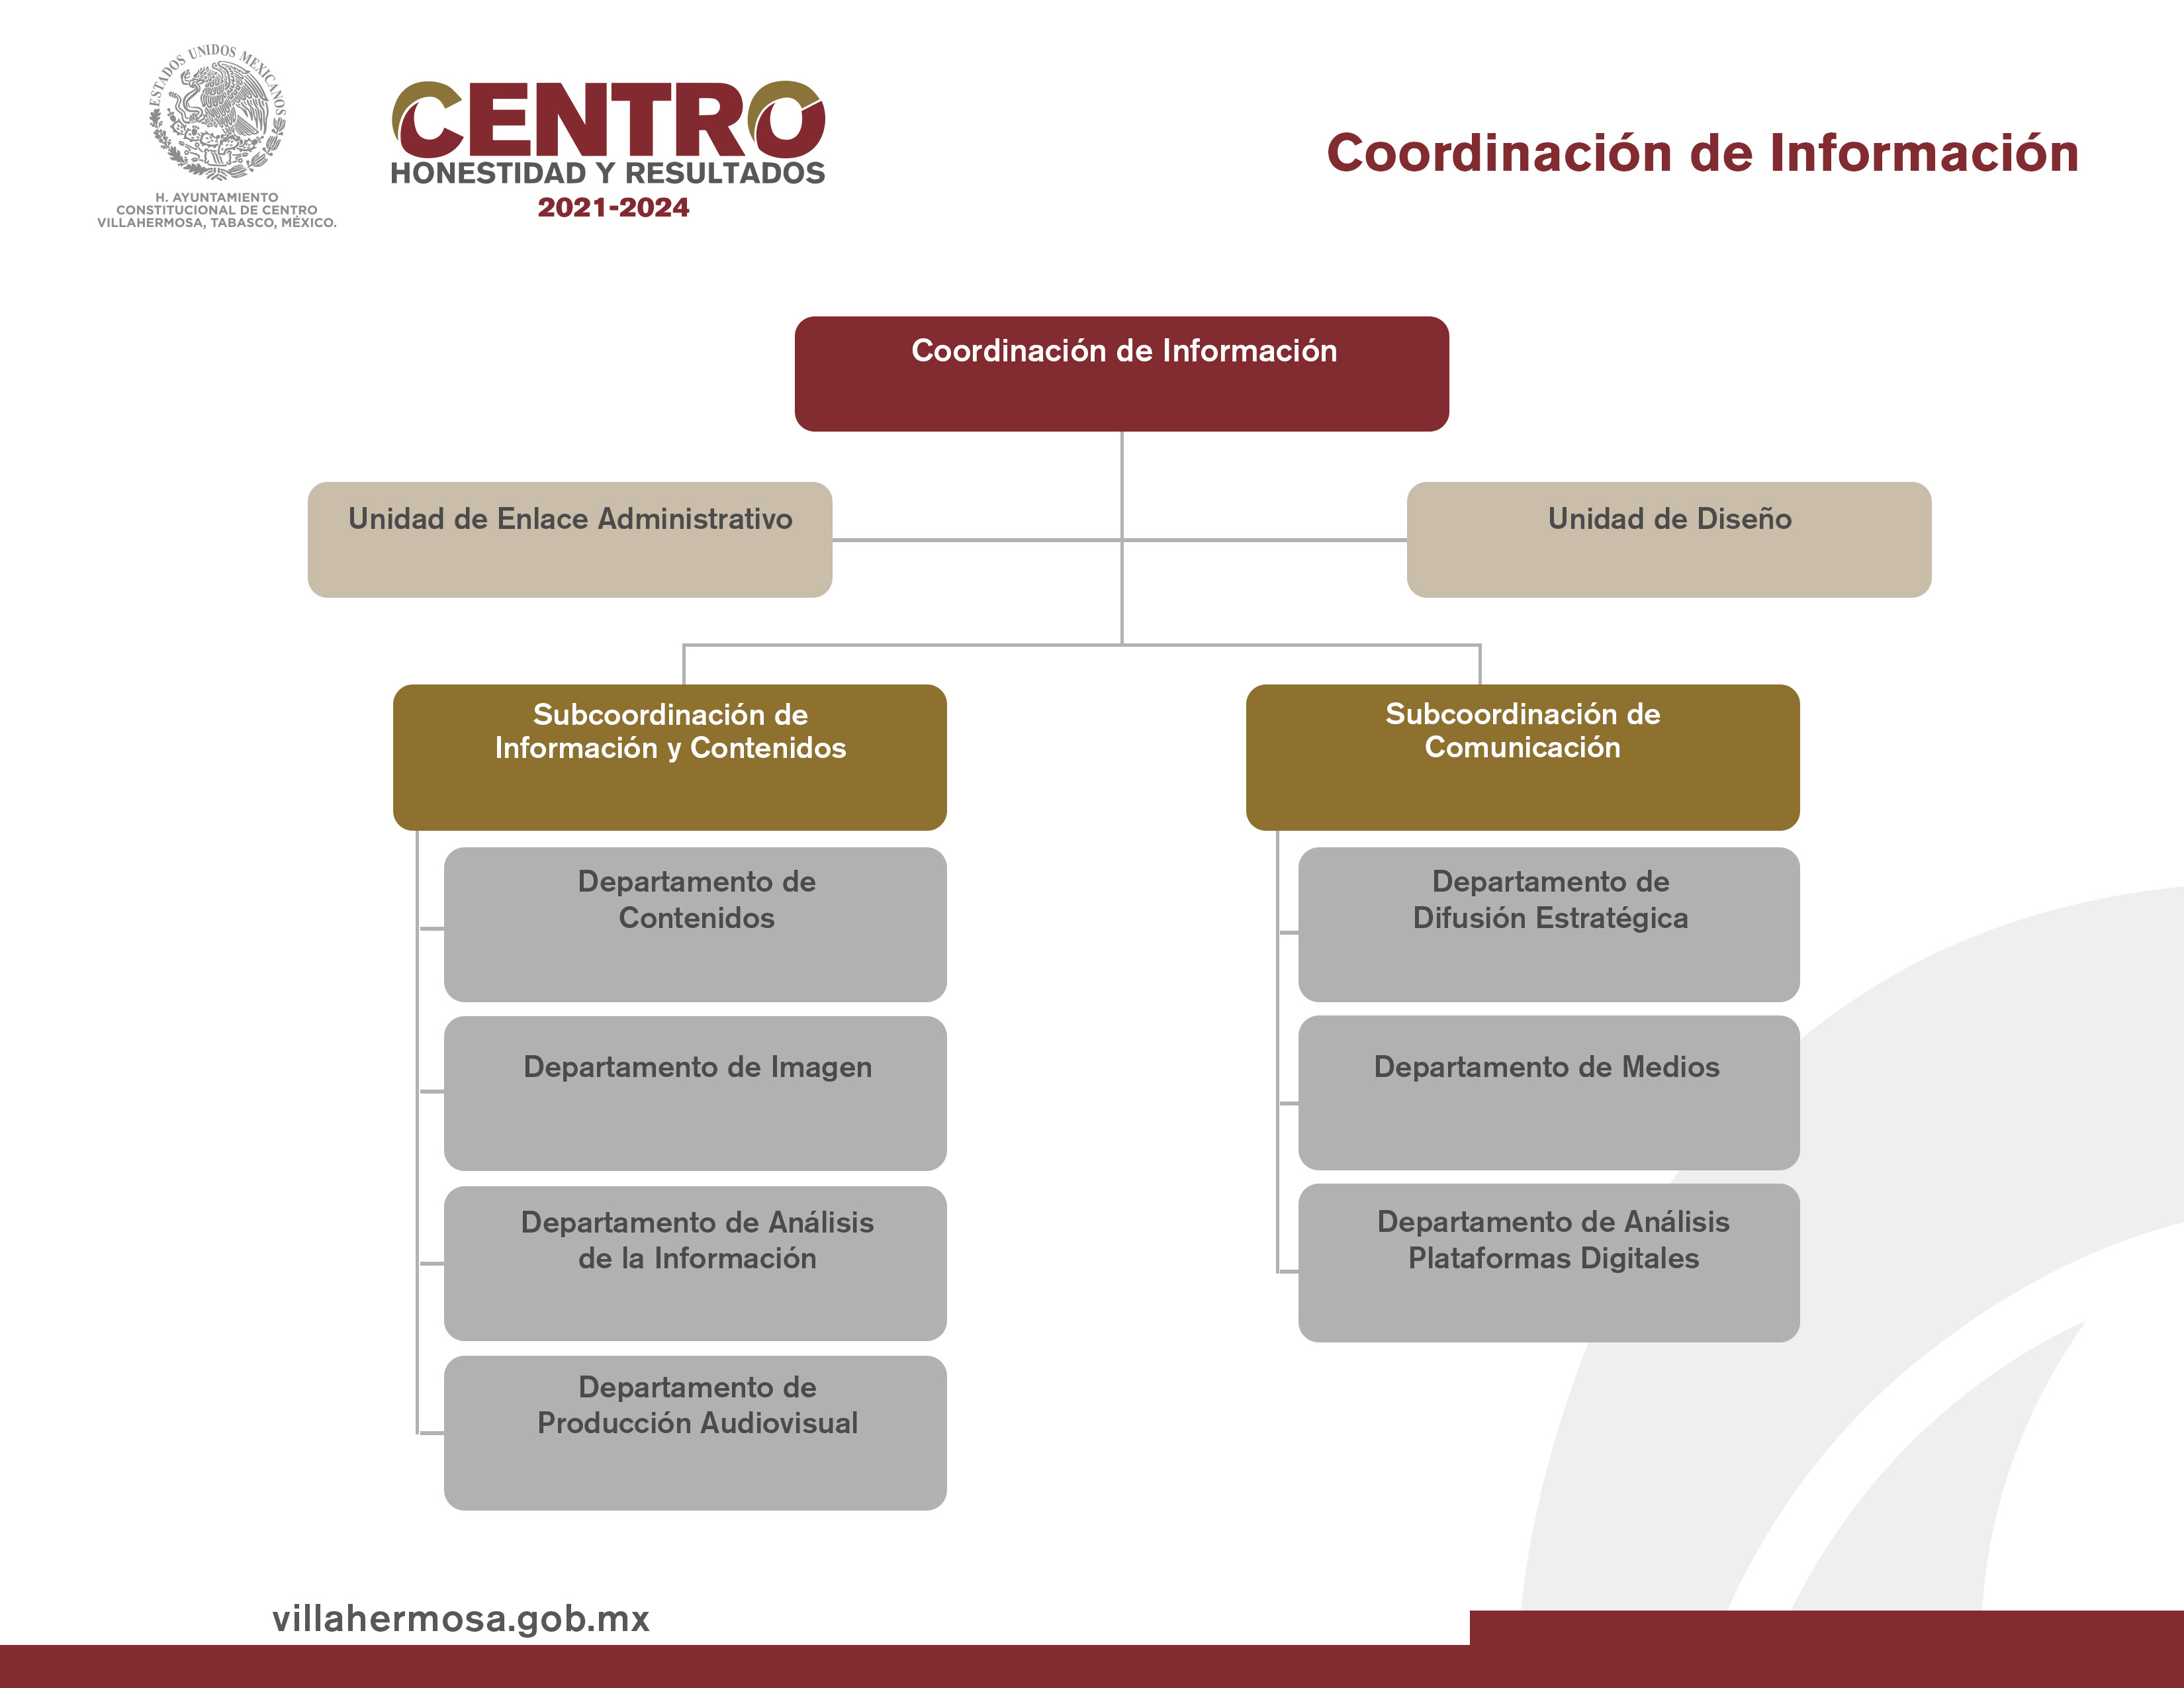 ESTADOS UNIDOS MEXICANOS
H. AYUNTAMIENTO
CONSTITUCIONAL DE CENTRO
VILLAHERMOSA, TABASCO, MÉXICO.
CENTRO
HONESTIDAD Y RESULTADOS
2021-2024
Coordinación de Información
Coordinación de Información
Unidad de Enlace Administrativo
Unidad de Diseño
Subcoordinación de
Información y Contenidos
Departamento de
Contenidos
Departamento de Imagen
Departamento de Análisis
de la Información
Departamento de
Producción Audiovisual
Subcoordinación de
Comunicación
Departamento de
Difusión Estratégica
Departamento de Medios
Departamento de Análisis
Plataformas Digitales
villahermosa.gob.mx